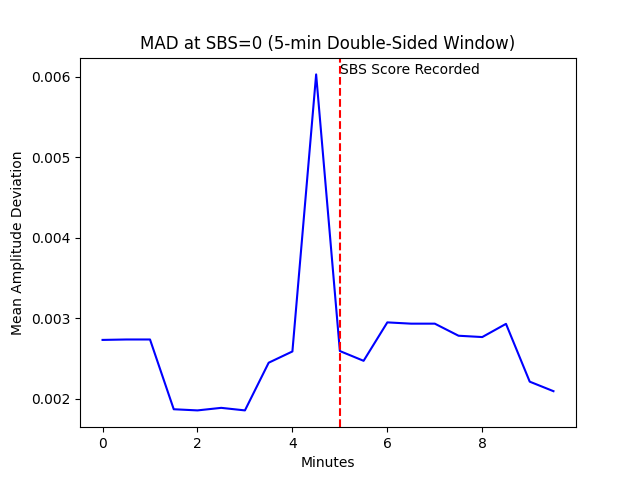 MAD at SBS=0 (5-min Double-Sided Window)
SBS Score Recorded
0.006
0.005
0.004
0.003
0.002
Mean Amplitude Deviation
0 2 4 6 8
Minutes